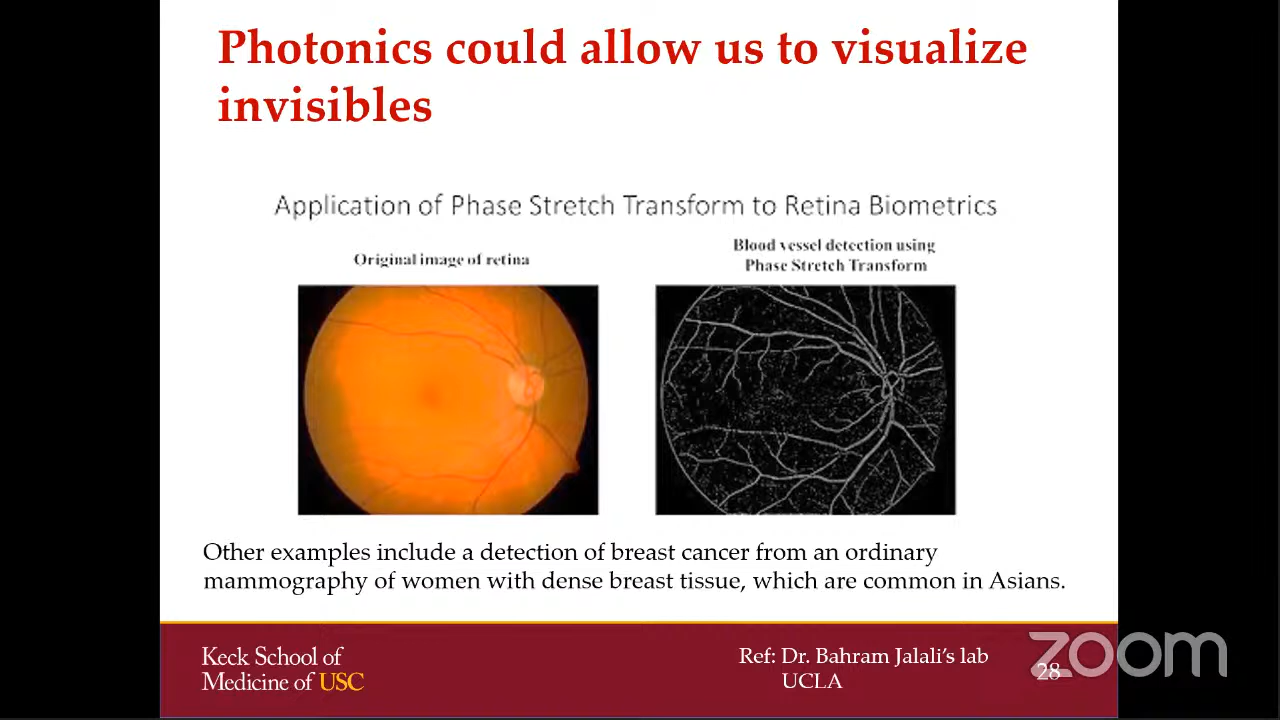 Photonics could allow us to visualize
invisibles
Application of Phase Stretch Transform to Retina Biometrics
Original image of retina
Blood vessel detection using
Phase Stretch Transform
Other examples include a detection of breast cancer from an ordinary
mammography of women with dense breast tissue, which are common in Asians.
Keck School of
Medicine of USC
Ref: Dr. Bahram Jalali's lab
UCLA
28
zoom